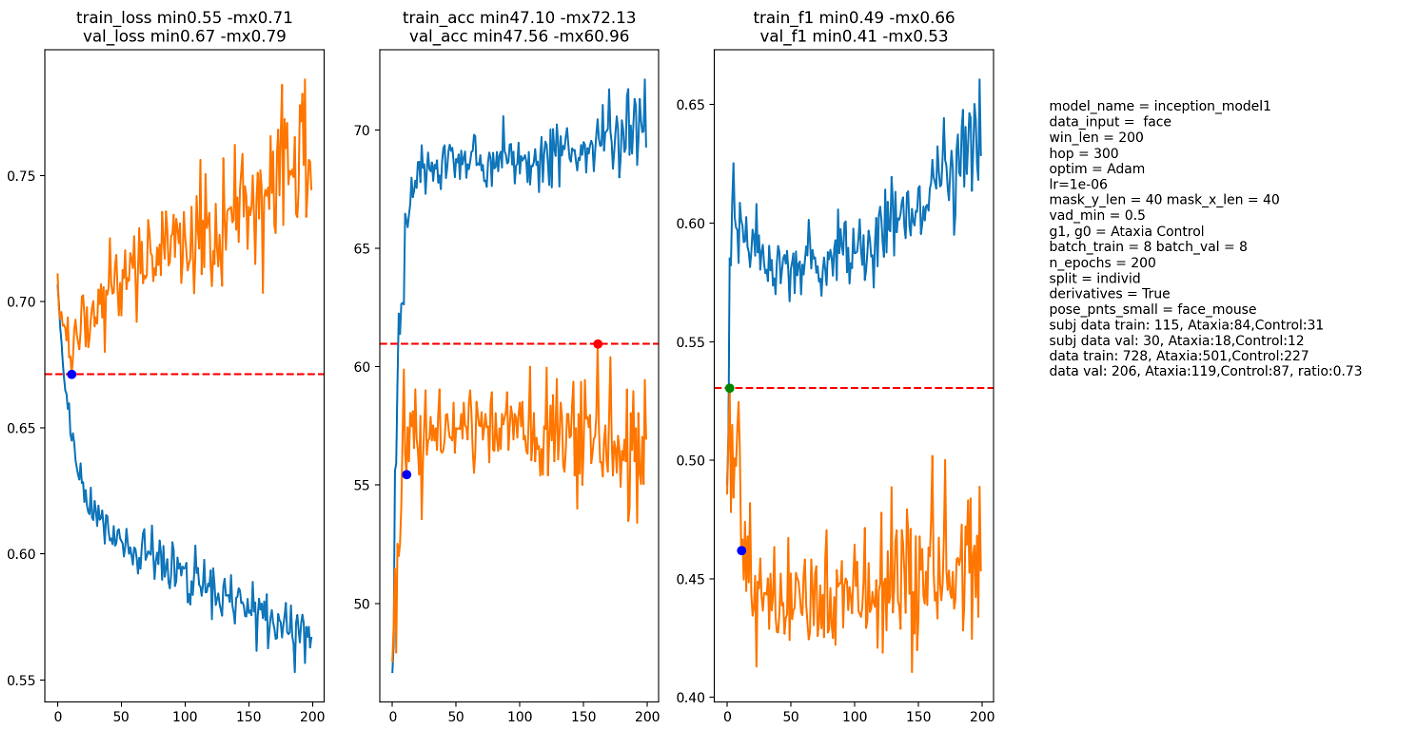 train_loss min0.55 -mx0.71
val_loss min0.67 -mx0.79
0.75
0.70
0.65
0.60
0.55
0
50
100
150
200
train_acc min47.10 -mx72.13
val_acc min47.56 -mx60.96
70
65
60
55
50
0
50
100
150
200
train_f1 min0.49 -mx0.66
val_f1 min0.41 -mx0.53
0.65
0.60
0.55
0.50
0.45
0.40
0
50
100
150
200
model_name = inception_model1
data_input =  face
win_len = 200
hop = 300
optim = Adam
lr=1e-06
mask_y_len = 40 mask_x_len = 40
vad_min = 0.5
g1, g0 = Ataxia Control
batch_train = 8 batch_val = 8
n_epochs = 200
split = individ
derivatives = True
pose_pnts_small = face_mouse
subj data train: 115, Ataxia:84,Control:31
subj data val: 30, Ataxia:18,Control:12
data train: 728, Ataxia:501,Control:227
data val: 206, Ataxia:119,Control:87, ratio:0.73